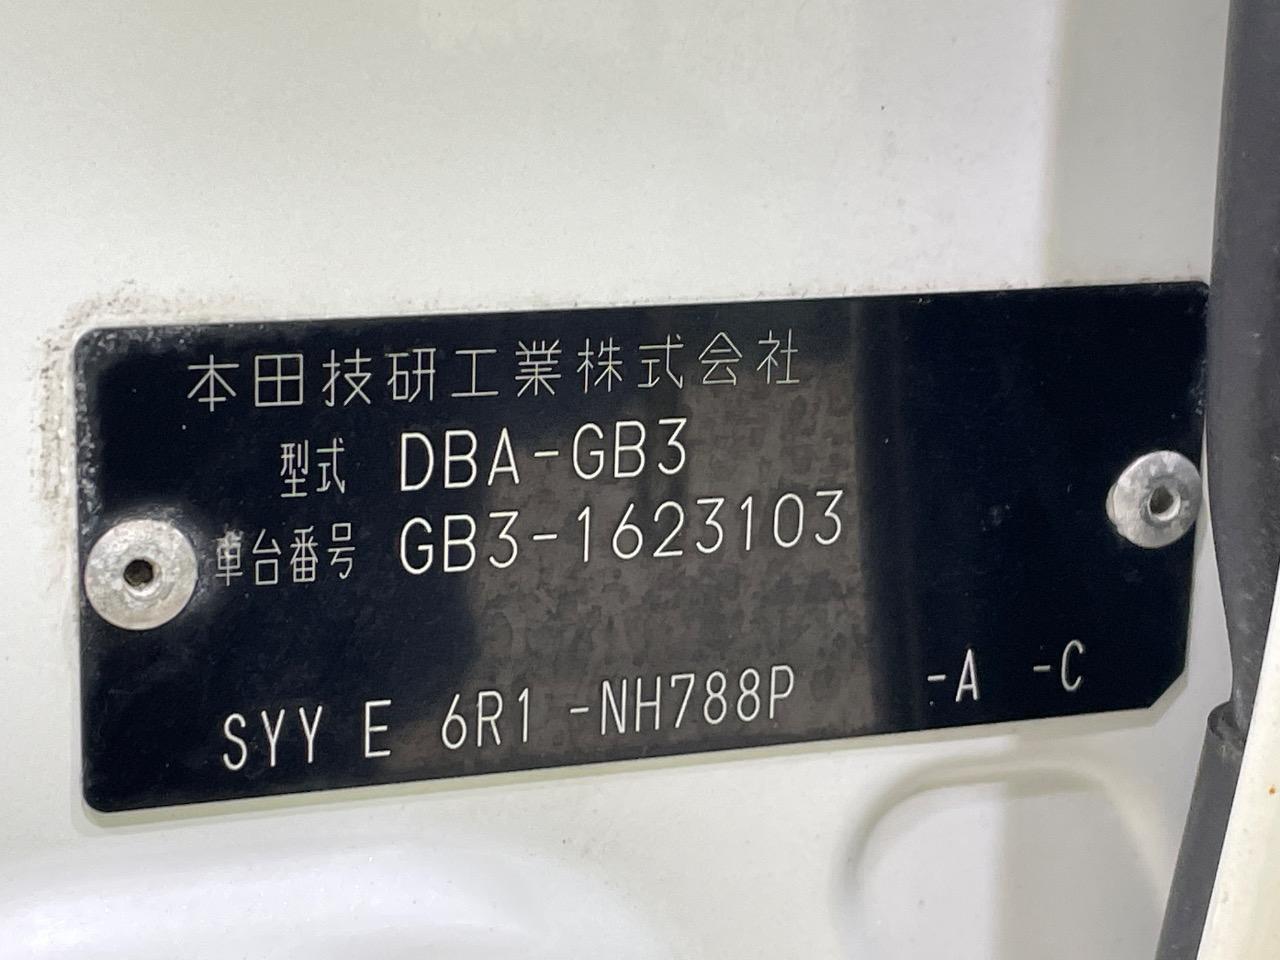 本田技研工業株式会社
型式 DBA-GB3
車台番号 GB3-1623103
SYY E 6R1 -NH788P -A -C